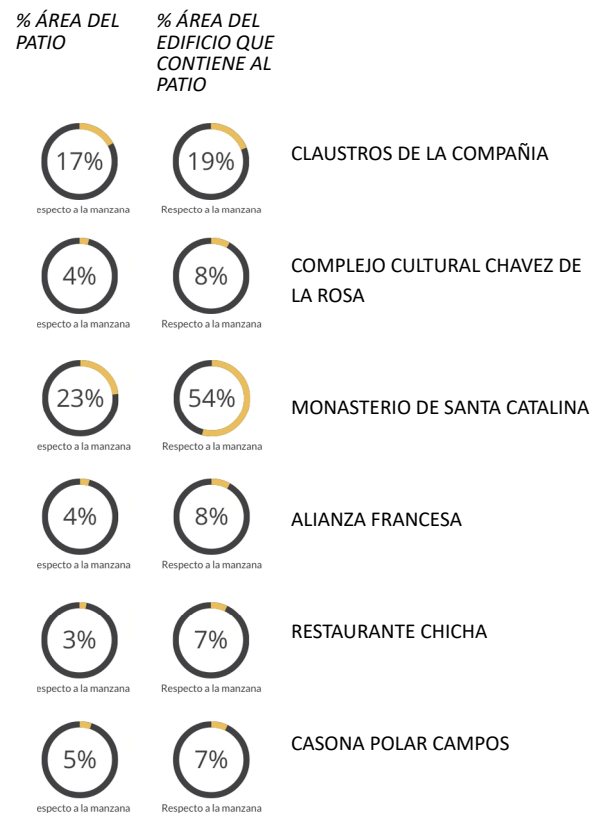 % ÁREA DEL
PATIO
% ÁREA DEL
EDIFICIO QUE
CONTIENE AL
PATIO
17%
19%
CLAUSTROS DE LA COMPAÑIA
especto a la manzana
Respecto a la manzana
4%
8%
COMPLEJO CULTURAL CHAVEZ DE
LA ROSA
especto a la manzana
Respecto a la manzana
23%
54%
MONASTERIO DE SANTA CATALINA
especto a la manzana
Respecto a la manzana
4%
8%
ALIANZA FRANCESA
especto a la manzana
Respecto a la manzana
3%
7%
RESTAURANTE CHICHA
especto a la manzana
Respecto a la manzana
5%
7%
CASONA POLAR CAMPOS
especto a la manzana
Respecto a la manzana